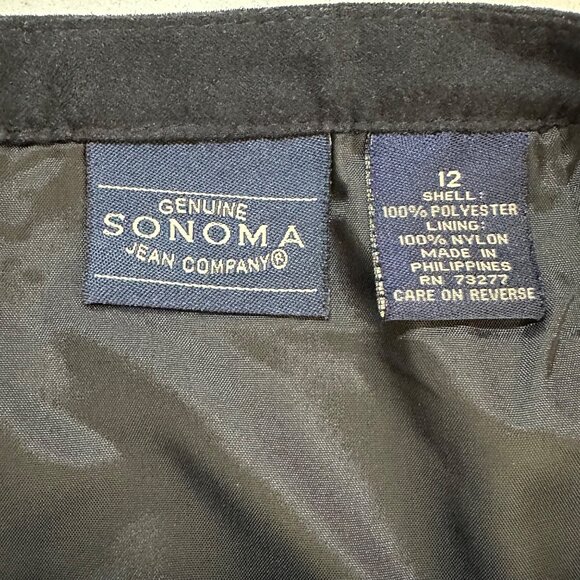 GENUINE
SONOMA
JEAN COMPANY®
12
SHELL:
100% POLYESTER
LINING:
100% NYLON
MADE IN
PHILIPPINES
RN 73277
CARE ON REVERSE